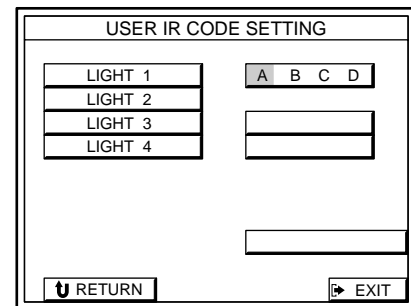 USER IR CODE SETTING
LIGHT 1
A B C D
LIGHT 2
LIGHT 3
LIGHT 4
RETURN
EXIT